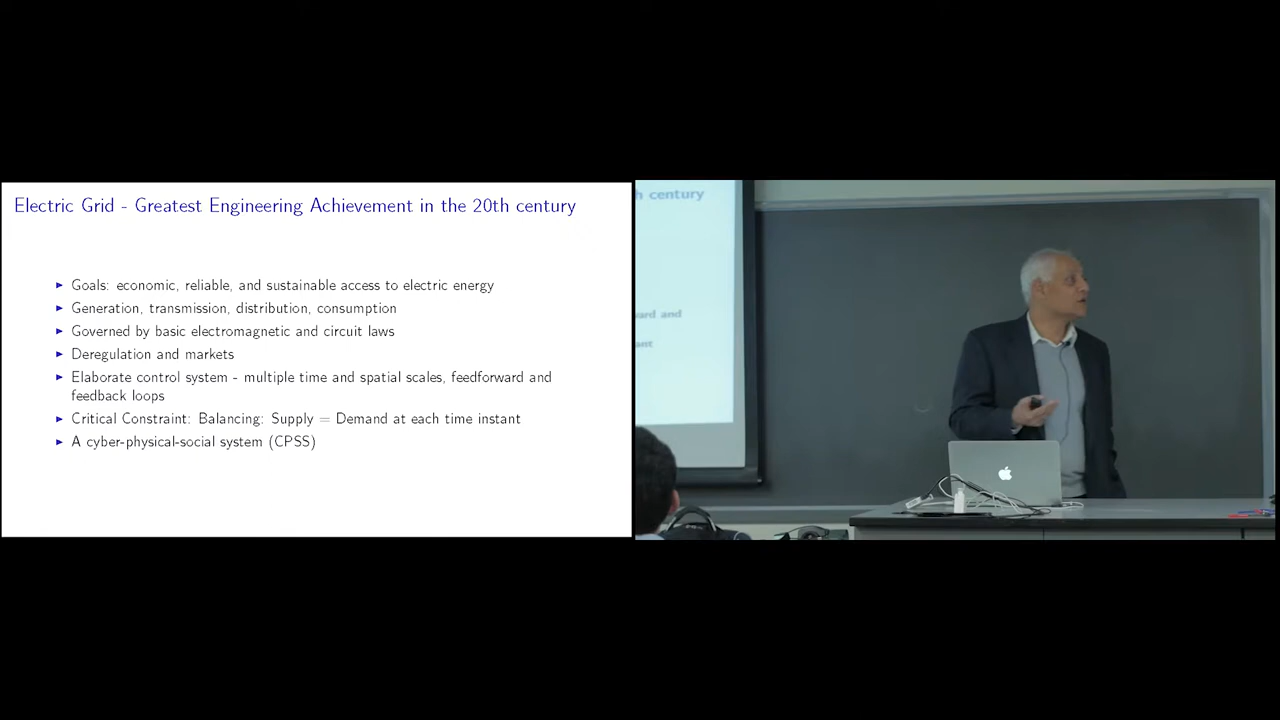 Electric Grid - Greatest Engineering Achievement in the 20th century
► Goals: economic, reliable, and sustainable access to electric energy
► Generation, transmission, distribution, consumption
► Governed by basic electromagnetic and circuit laws
► Deregulation and markets
► Elaborate control system - multiple time and spatial scales, feedforward and
feedback loops
► Critical Constraint: Balancing: Supply = Demand at each time instant
► A cyber-physical-social system (CPSS)
h century
ward and
ant